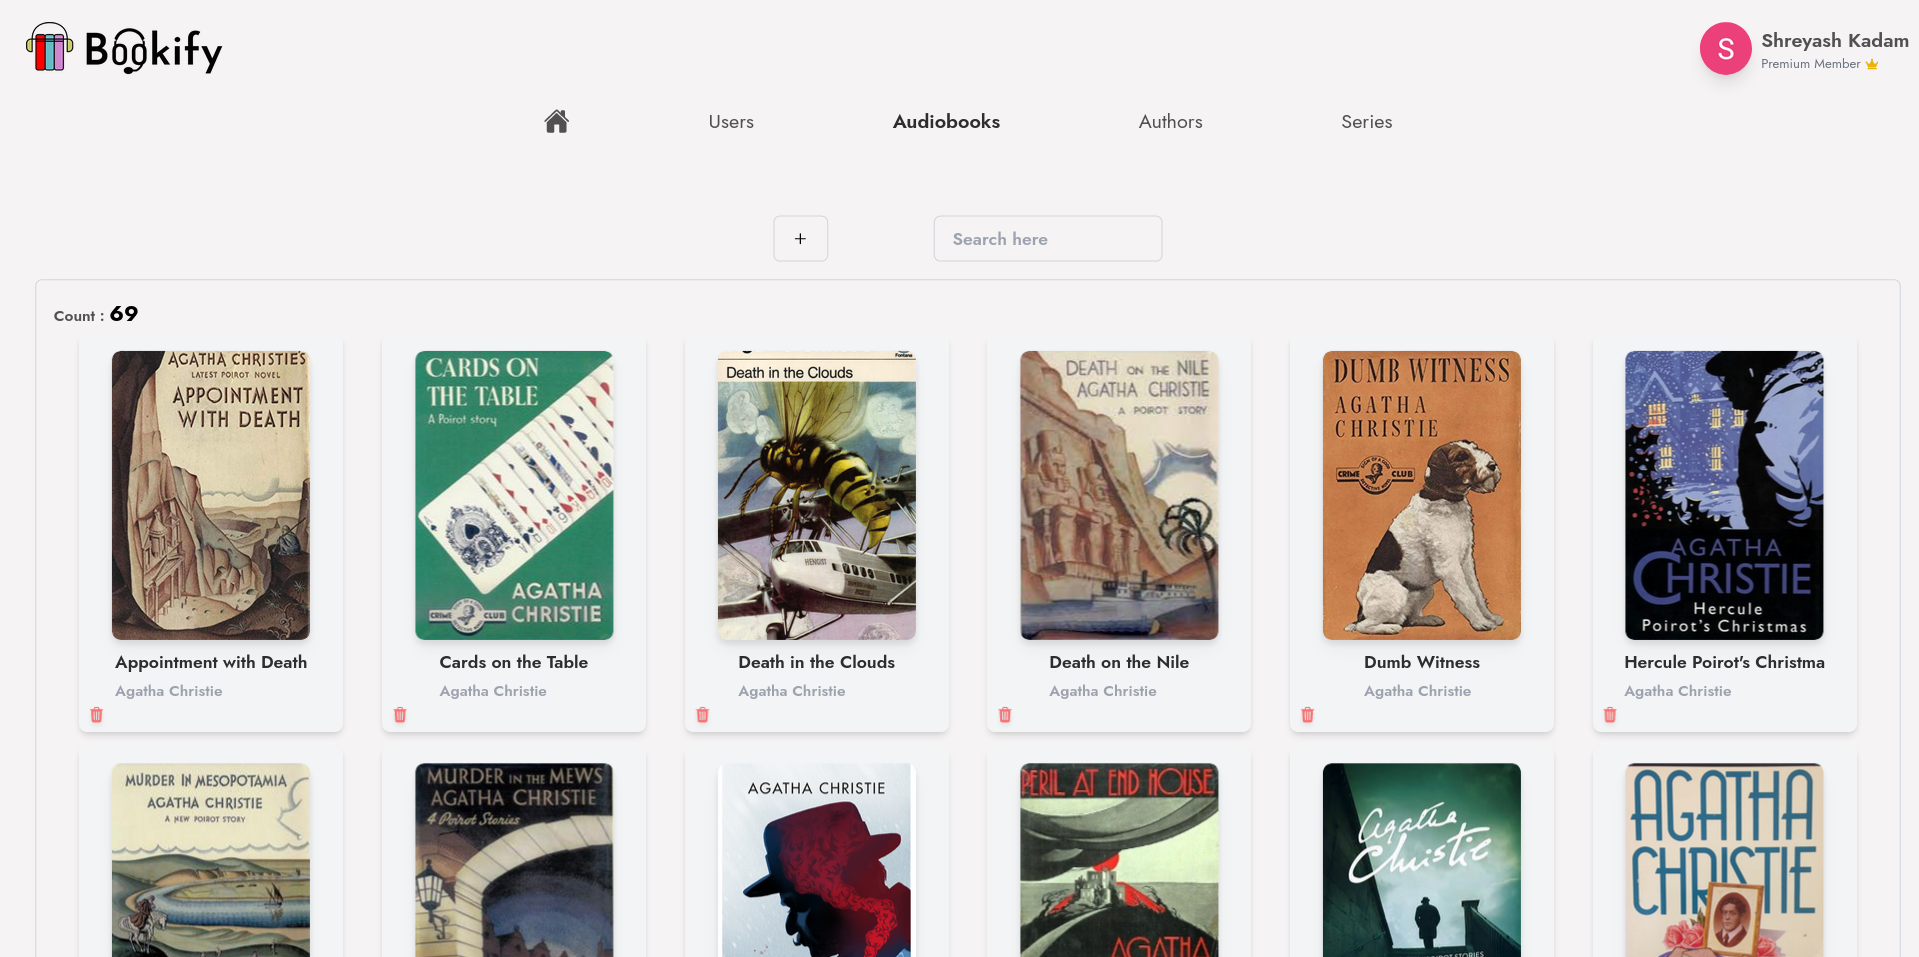 Bookify
S
Shreyash Kadam
Premium Member
Users
Audiobooks
Authors
Series
+
Search here
Count : 69
AGATHA CHRISTIE'S
LATEST POIROT NOVEL
APPOINTMENT
WITH DEATH
CARDS ON
THE TABLE
A Poirot story
AGATHA
CHRISTIE
CRIME CLUB
Fontana
Death in the Clouds
HENGIST
DEATH ON THE NILE
AGATHA CHRISTIE
A POIROT STORY
DUMB WITNESS
AGATHA
CHRISTIE
CRIME CLUB
AGATHA
CHRISTIE
Hercule
Poirot's Christmas
Appointment with Death
Agatha Christie
Cards on the Table
Agatha Christie
Death in the Clouds
Agatha Christie
Death on the Nile
Agatha Christie
Dumb Witness
Agatha Christie
Hercule Poirot's Christma
Agatha Christie
MURDER IN MESOPOTAMIA
AGATHA CHRISTIE
A NEW POIROT STORY
MURDER IN THE MEWS
AGATHA CHRISTIE
4 Poirot Stories
AGATHA CHRISTIE
PERIL AT END HOUSE
AGATHA
Agatha
Christie
POIROT STORIES
AGATHA
CHRISTIE